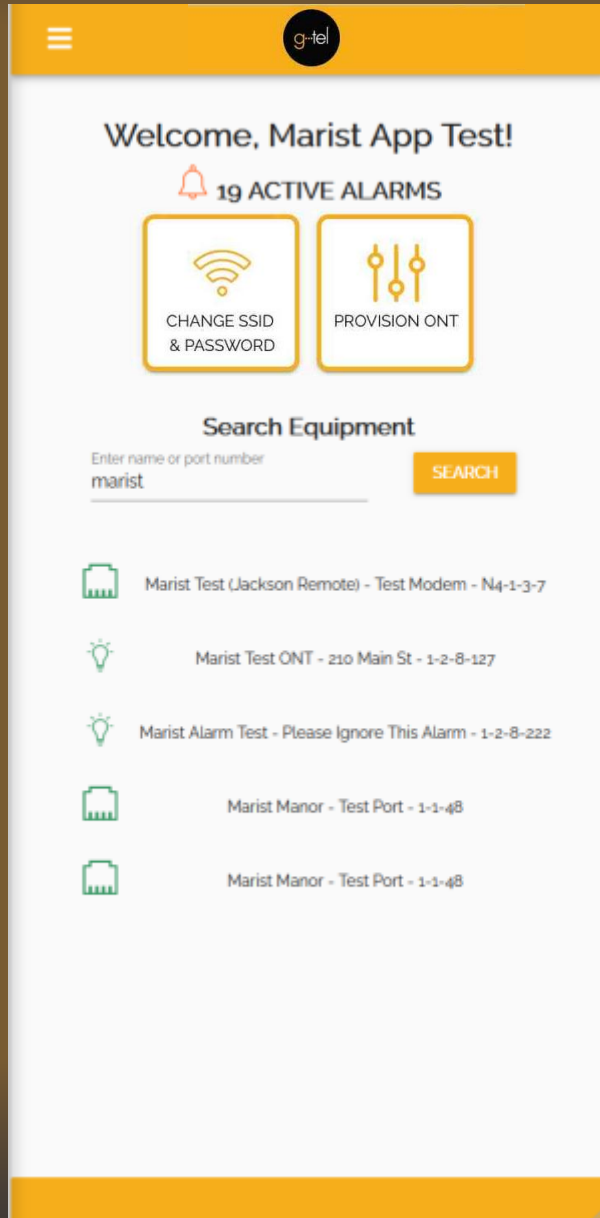 g--tel
Welcome, Marist App Test!
19 ACTIVE ALARMS
CHANGE SSID
& PASSWORD
PROVISION ONT
Search Equipment
Enter name or port number
marist
SEARCH
Marist Test (Jackson Remote) - Test Modem - N4-1-3-7
Marist Test ONT - 210 Main St - 1-2-8-127
Marist Alarm Test - Please Ignore This Alarm - 1-2-8-222
Marist Manor - Test Port - 1-1-48
Marist Manor - Test Port - 1-1-48